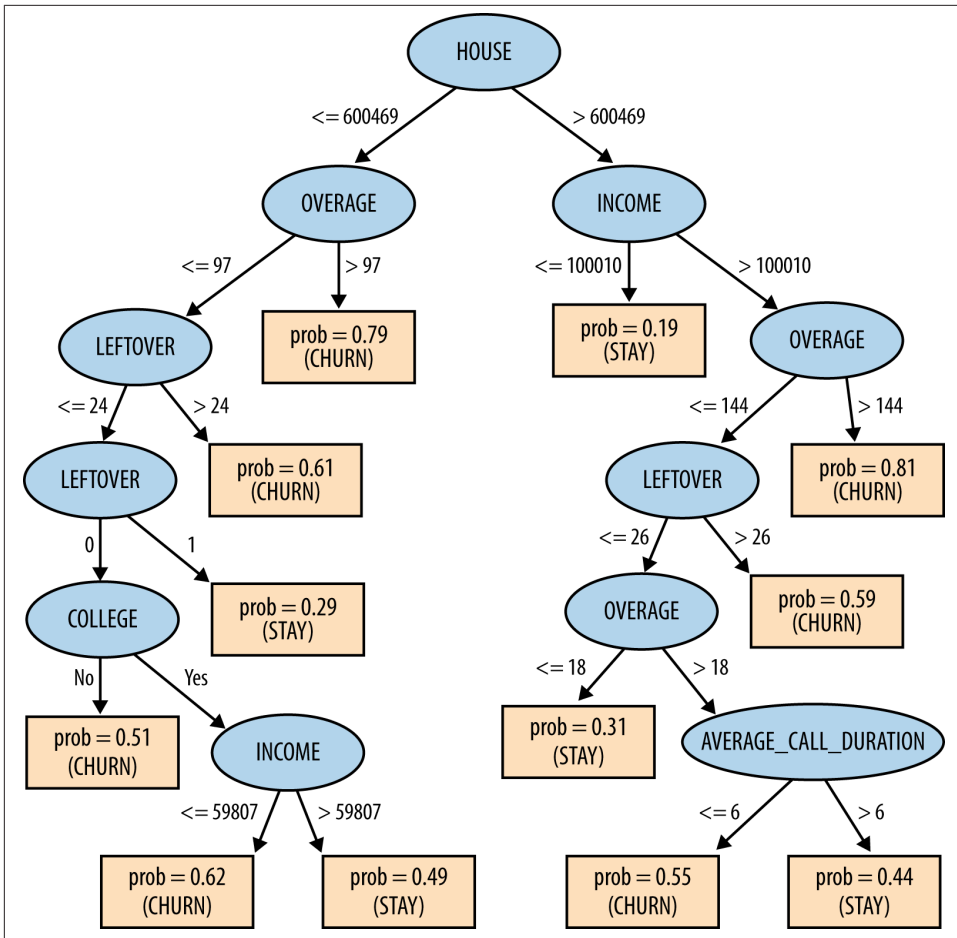 HOUSE
<= 600469
> 600469
OVERAGE
INCOME
<= 97
> 97
<= 100010
> 100010
prob = 0.79
(CHURN)
prob = 0.19
(STAY)
LEFTOVER
OVERAGE
<= 24
> 24
<= 144
> 144
prob = 0.61
(CHURN)
prob = 0.81
(CHURN)
LEFTOVER
LEFTOVER
0
1
<= 26
> 26
prob = 0.29
(STAY)
prob = 0.59
(CHURN)
COLLEGE
OVERAGE
No
Yes
<= 18
> 18
prob = 0.51
(CHURN)
prob = 0.31
(STAY)
INCOME
AVERAGE_CALL_DURATION
<= 59807
> 59807
<= 6
> 6
prob = 0.62
(CHURN)
prob = 0.49
(STAY)
prob = 0.55
(CHURN)
prob = 0.44
(STAY)